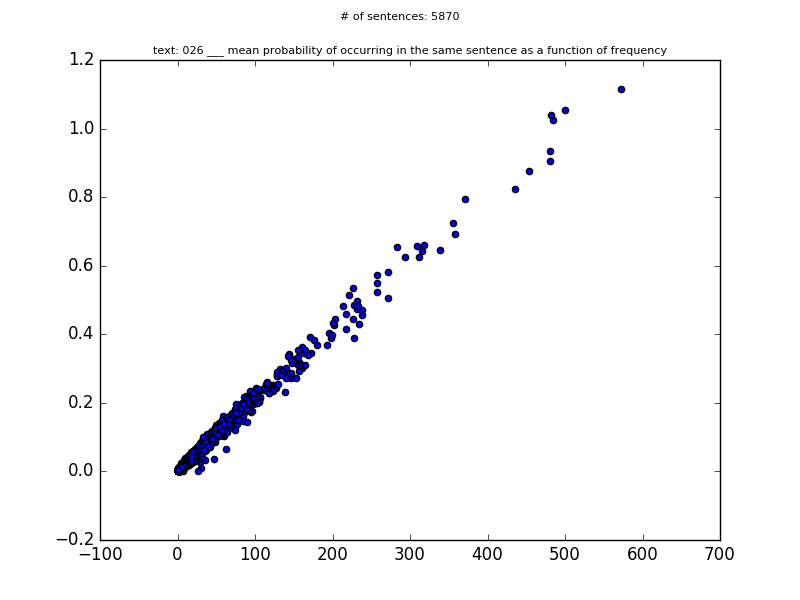 # of sentences: 5870
text: 026 ___ mean probability of occurring in the same sentence as a function of frequency
1.2
1.0
0.8
0.6
0.4
0.2
0.0
−0.2
−100 0 100 200 300 400 500 600 700